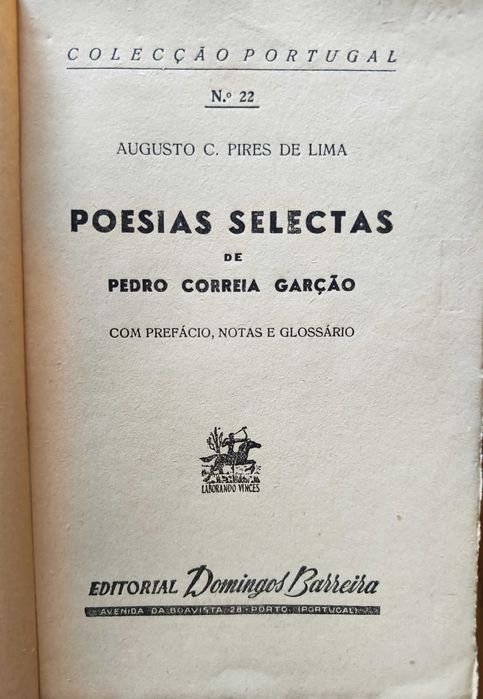 COLECÇÃO PORTUGAL
N.º 22
AUGUSTO C. PIRES DE LIMA
POESIAS SELECTAS
DE
PEDRO CORREIA GARÇÃO
COM PREFÁCIO, NOTAS E GLOSSÁRIO
LABORANDO VINCES
EDITORIAL Domingos Barreira
AVENIDA DA BOAVISTA 28-PORTO. (PORTUGAL)